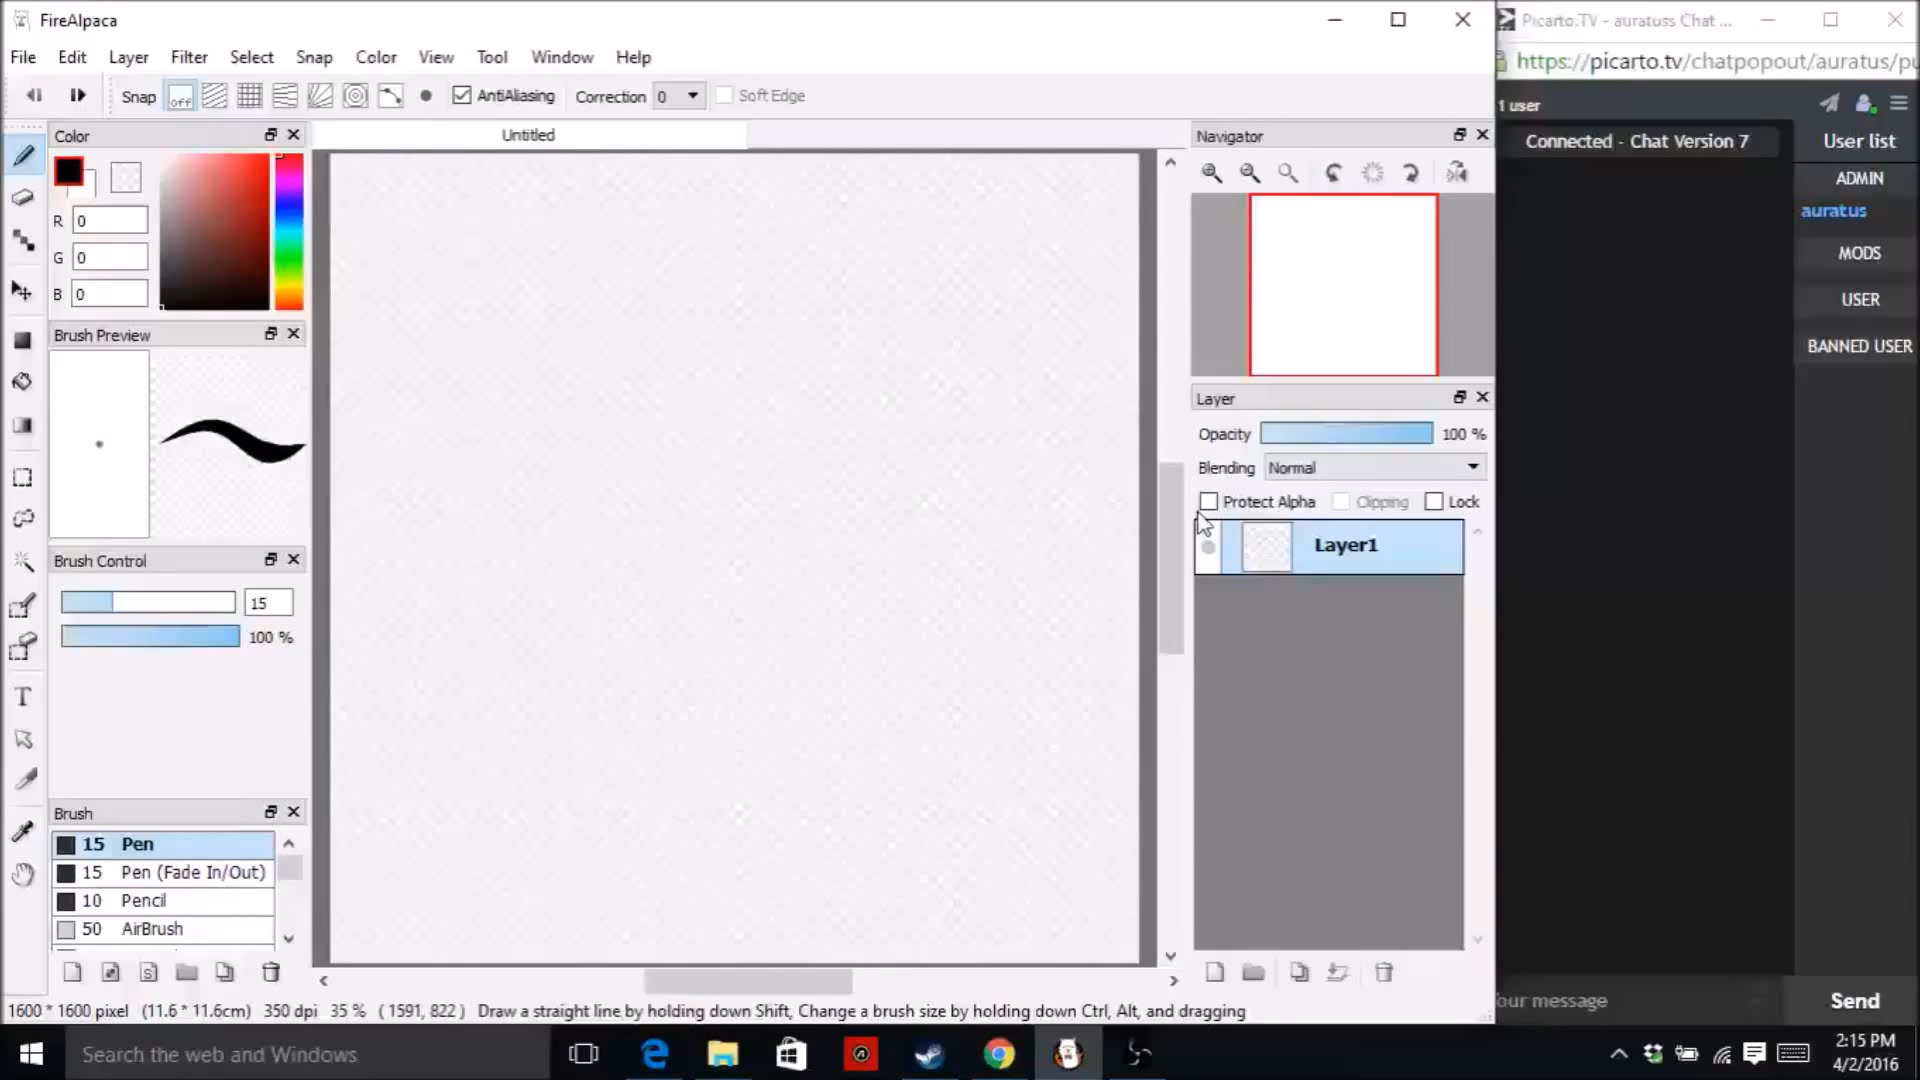 FireAlpaca
File Edit Layer Filter Select Snap Color View Tool Window Help
Snap off AntiAliasing Correction 0 Soft Edge
Color
R 0
G 0
B 0
Brush Preview
Brush Control
15
100 %
Brush
15 Pen
15 Pen (Fade In/Out)
10 Pencil
50 AirBrush
S
Untitled
Navigator
Layer
Opacity 100 %
Blending Normal
Protect Alpha Clipping Lock
Layer1
T
1600 * 1600 pixel (11.6 * 11.6cm) 350 dpi 35 % ( 1591, 822 ) Draw a straight line by holding down Shift, Change a brush size by holding down Ctrl, Alt, and dragging
Picarto.TV - auratuss Chat ...
https://picarto.tv/chatpopout/auratus/pu
1 user
Connected - Chat Version 7
User list
ADMIN
auratus
MODS
USER
BANNED USER
our message
Send
Search the web and Windows
2:15 PM
4/2/2016